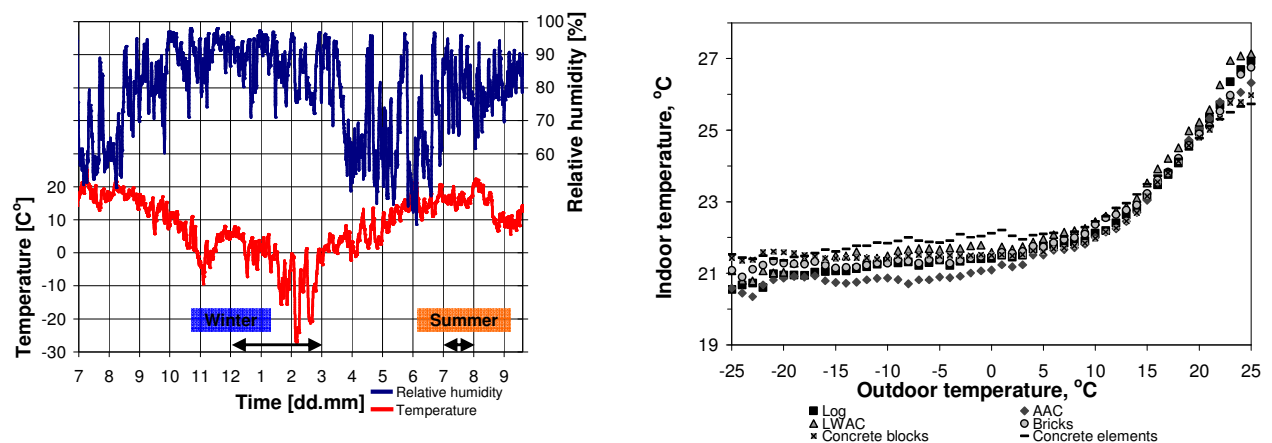 100
90
80
70
60
20
10
0
-10
-20
-30
Relative humidity [%]
Temperature [C°]
Winter
Summer
7 8 9 10 11 12 1 2 3 4 5 6 7 8 9
Time [dd.mm]
Relative humidity
Temperature
27
25
23
21
19
Indoor temperature, °C
-25 -20 -15 -10 -5 0 5 10 15 20 25
Outdoor temperature, °C
Log
AAC
LWAC
Bricks
Concrete blocks
Concrete elements